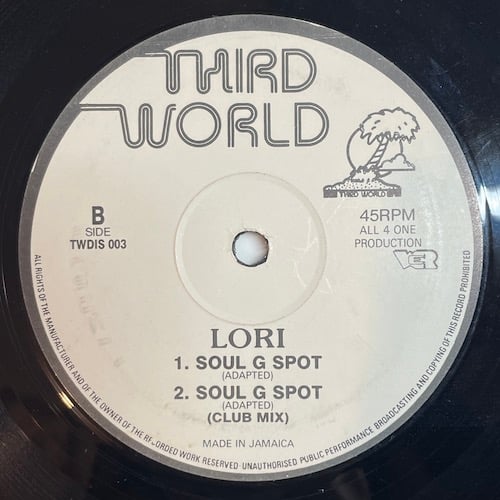 THIRD
WORLD
THIRD WORLD
B
SIDE
TWDIS 003
45RPM
ALL 4 ONE
PRODUCTION
VER
LORI
1. SOUL G SPOT
(ADAPTED)
2. SOUL G SPOT
(ADAPTED)
(CLUB MIX)
MADE IN JAMAICA
ALL RIGHTS OF THE MANUFACTURER AND OF THE OWNER OF THE RECORDED WORK RESERVED · UNAUTHORISED PUBLIC PERFORMANCE BROADCASTING AND COPYING OF THIS RECORD PROHIBITED